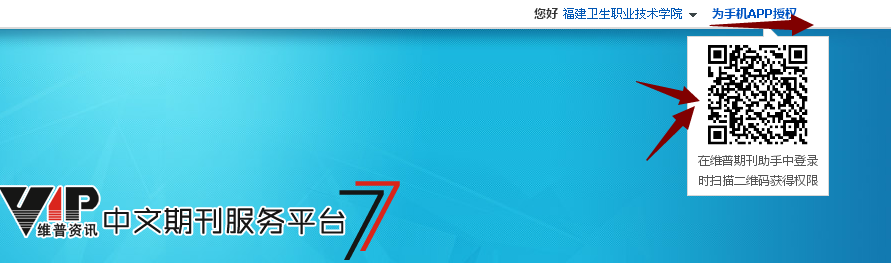 您好 福建卫生职业技术学院 为手机APP授权
在维普期刊助手中登录
时扫描二维码获得权限
VIP
维普资讯
中文期刊服务平台
7